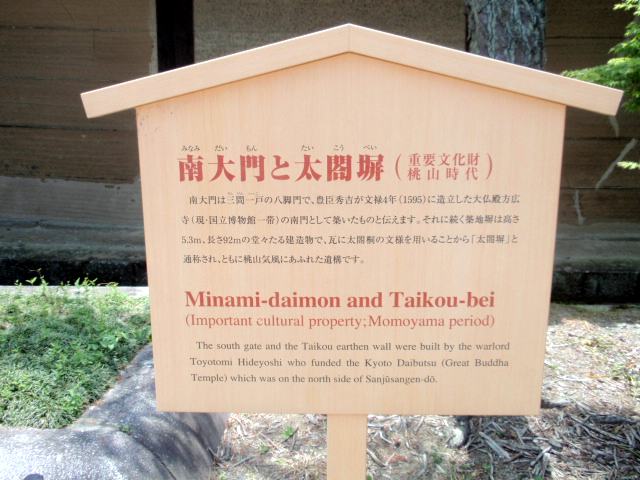 みなみ だい もん たい こう べい
南大門と太閤塀(重要文化財 桃山時代)
南大門は三間一戸の八脚門で、豊臣秀吉が文禄4年(1595)に造立した大仏殿方広
寺(現・国立博物館一帯)の南門として築いたものと伝えます。それに続く築地塀は高さ
5.3m、長さ92mの堂々たる建造物で、瓦に太閤桐の文様を用いることから「太閤塀」と
通称され、ともに桃山気風にあふれた遺構です。
Minami-daimon and Taikou-bei
(Important cultural property; Momoyama period)
The south gate and the Taikou earthen wall were built by the warlord
Toyotomi Hideyoshi who funded the Kyoto Daibutsu (Great Buddha
Temple) which was on the north side of Sanjūsangen-dō.